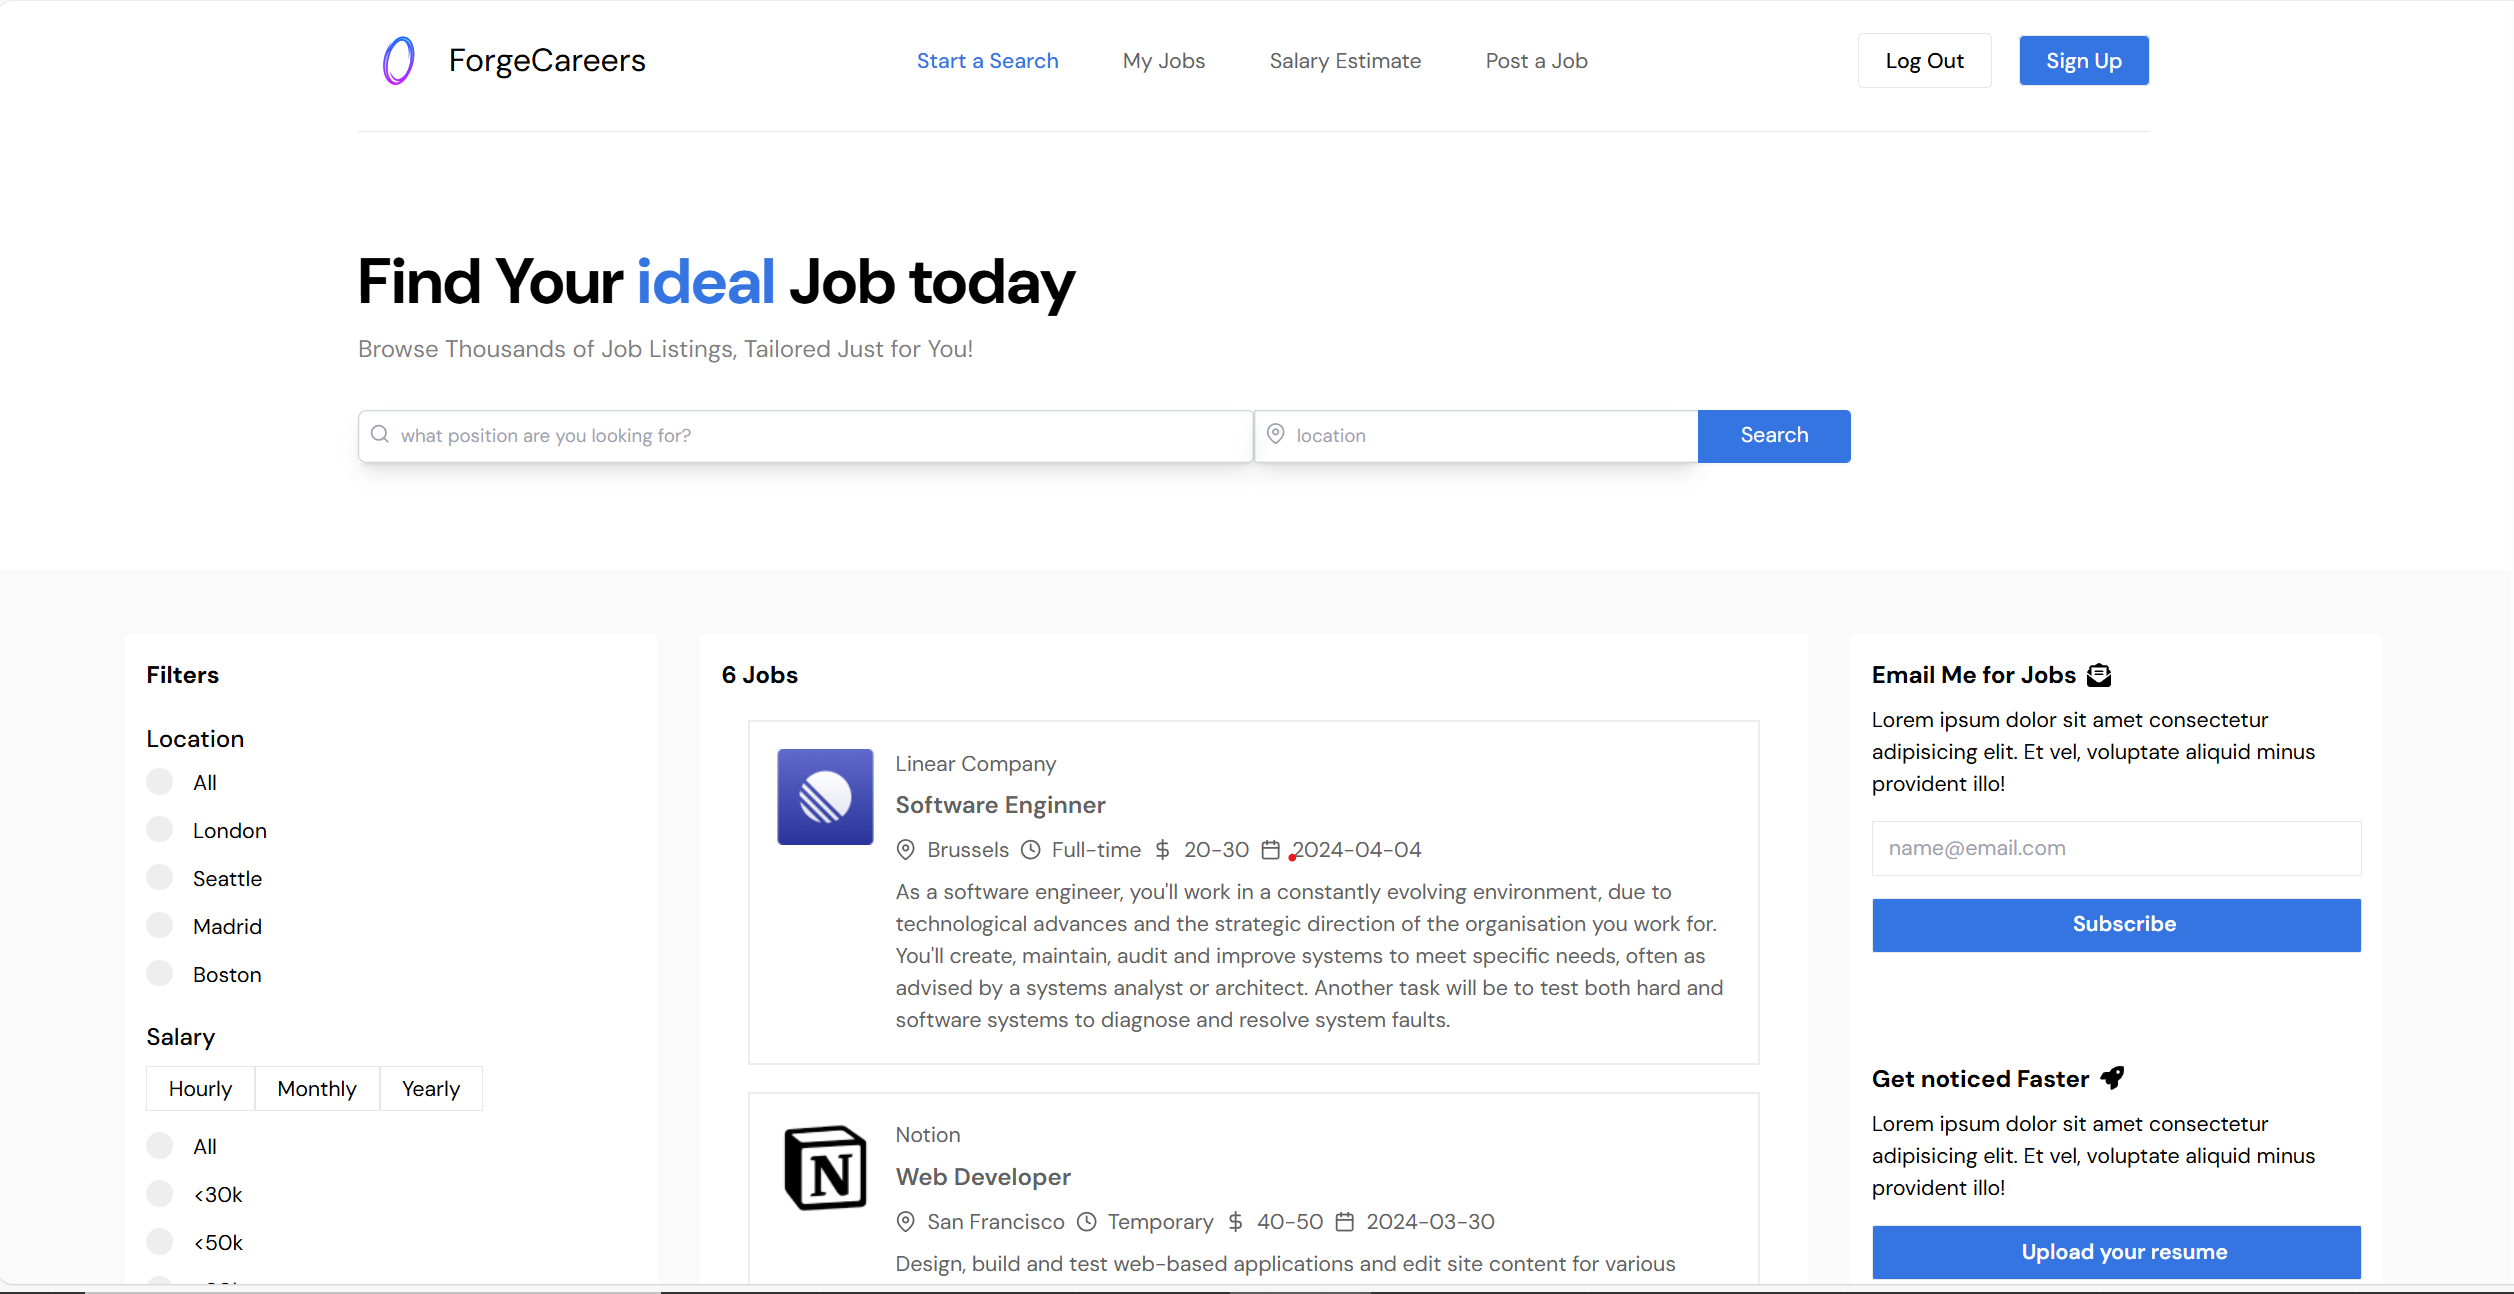 ForgeCareers
Start a Search
My Jobs
Salary Estimate
Post a Job
Log Out
Sign Up
Find Your ideal Job today
Browse Thousands of Job Listings, Tailored Just for You!
what position are you looking for?
location
Search
Filters
Location
All
London
Seattle
Madrid
Boston
Salary
Hourly
Monthly
Yearly
All
<30k
<50k
6 Jobs
Linear Company
Software Enginner
Brussels Full-time $ 20-30 2024-04-04
As a software engineer, you'll work in a constantly evolving environment, due to
technological advances and the strategic direction of the organisation you work for.
You'll create, maintain, audit and improve systems to meet specific needs, often as
advised by a systems analyst or architect. Another task will be to test both hard and
software systems to diagnose and resolve system faults.
N
Notion
Web Developer
San Francisco Temporary $ 40-50 2024-03-30
Design, build and test web-based applications and edit site content for various
Email Me for Jobs
Lorem ipsum dolor sit amet consectetur
adipisicing elit. Et vel, voluptate aliquid minus
provident illo!
name@email.com
Subscribe
Get noticed Faster
Lorem ipsum dolor sit amet consectetur
adipisicing elit. Et vel, voluptate aliquid minus
provident illo!
Upload your resume